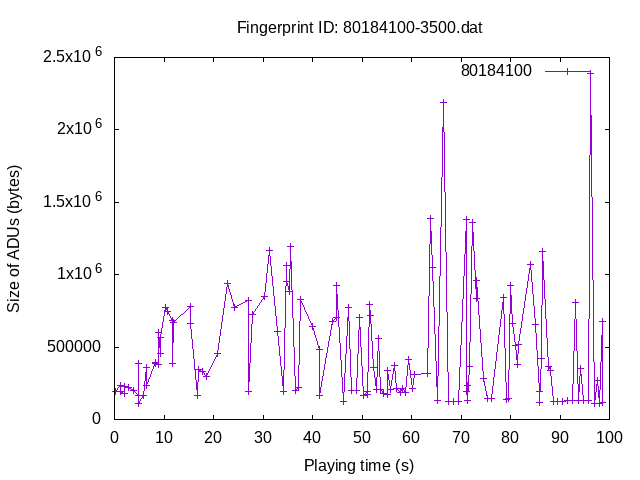 Fingerprint ID: 80184100-3500.dat
2.5x10^6
80184100
2x10^6
1.5x10^6
1x10^6
500000
0
Size of ADUs (bytes)
0 10 20 30 40 50 60 70 80 90 100
Playing time (s)